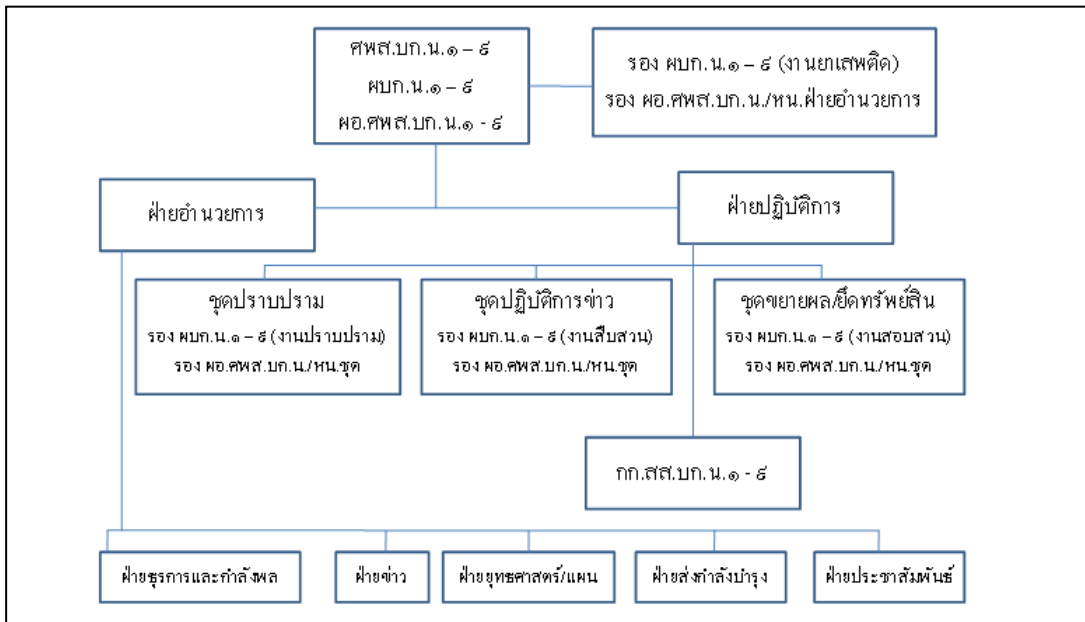 ศพส.บก.น.๑ – ๙
ผบก.น.๑ – ๙
ผอ.ศพส.บก.น.๑ - ๙
รอง ผบก.น.๑ – ๙ (งานยาเสพติด)
รอง ผอ.ศพส.บก.น./หน.ฝ่ายอำนวยการ
ฝ่ายอำนวยการ
ฝ่ายปฏิบัติการ
ชุดปราบปราม
รอง ผบก.น.๑ – ๙ (งานปราบปราม)
รอง ผอ.ศพส.บก.น./หน.ชุด
ชุดปฏิบัติการข่าว
รอง ผบก.น.๑ – ๙ (งานสืบสวน)
รอง ผอ.ศพส.บก.น./หน.ชุด
ชุดขยายผล/ยึดทรัพย์สิน
รอง ผบก.น.๑ – ๙ (งานสอบสวน)
รอง ผอ.ศพส.บก.น./หน.ชุด
กก.สส.บก.น.๑ - ๙
ฝ่ายธุรการและกำลังพล
ฝ่ายข่าว
ฝ่ายยุทธศาสตร์/แผน
ฝ่ายส่งกำลังบำรุง
ฝ่ายประชาสัมพันธ์